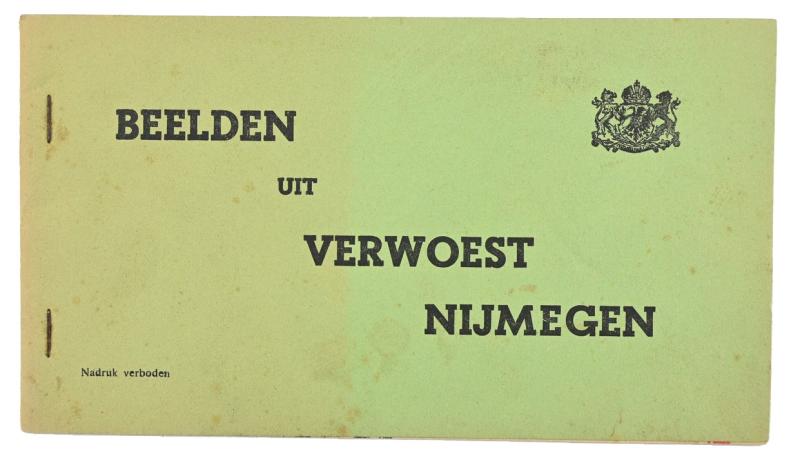 BEELDEN
UIT
VERWOEST
NIJMEGEN
Nadruk verboden